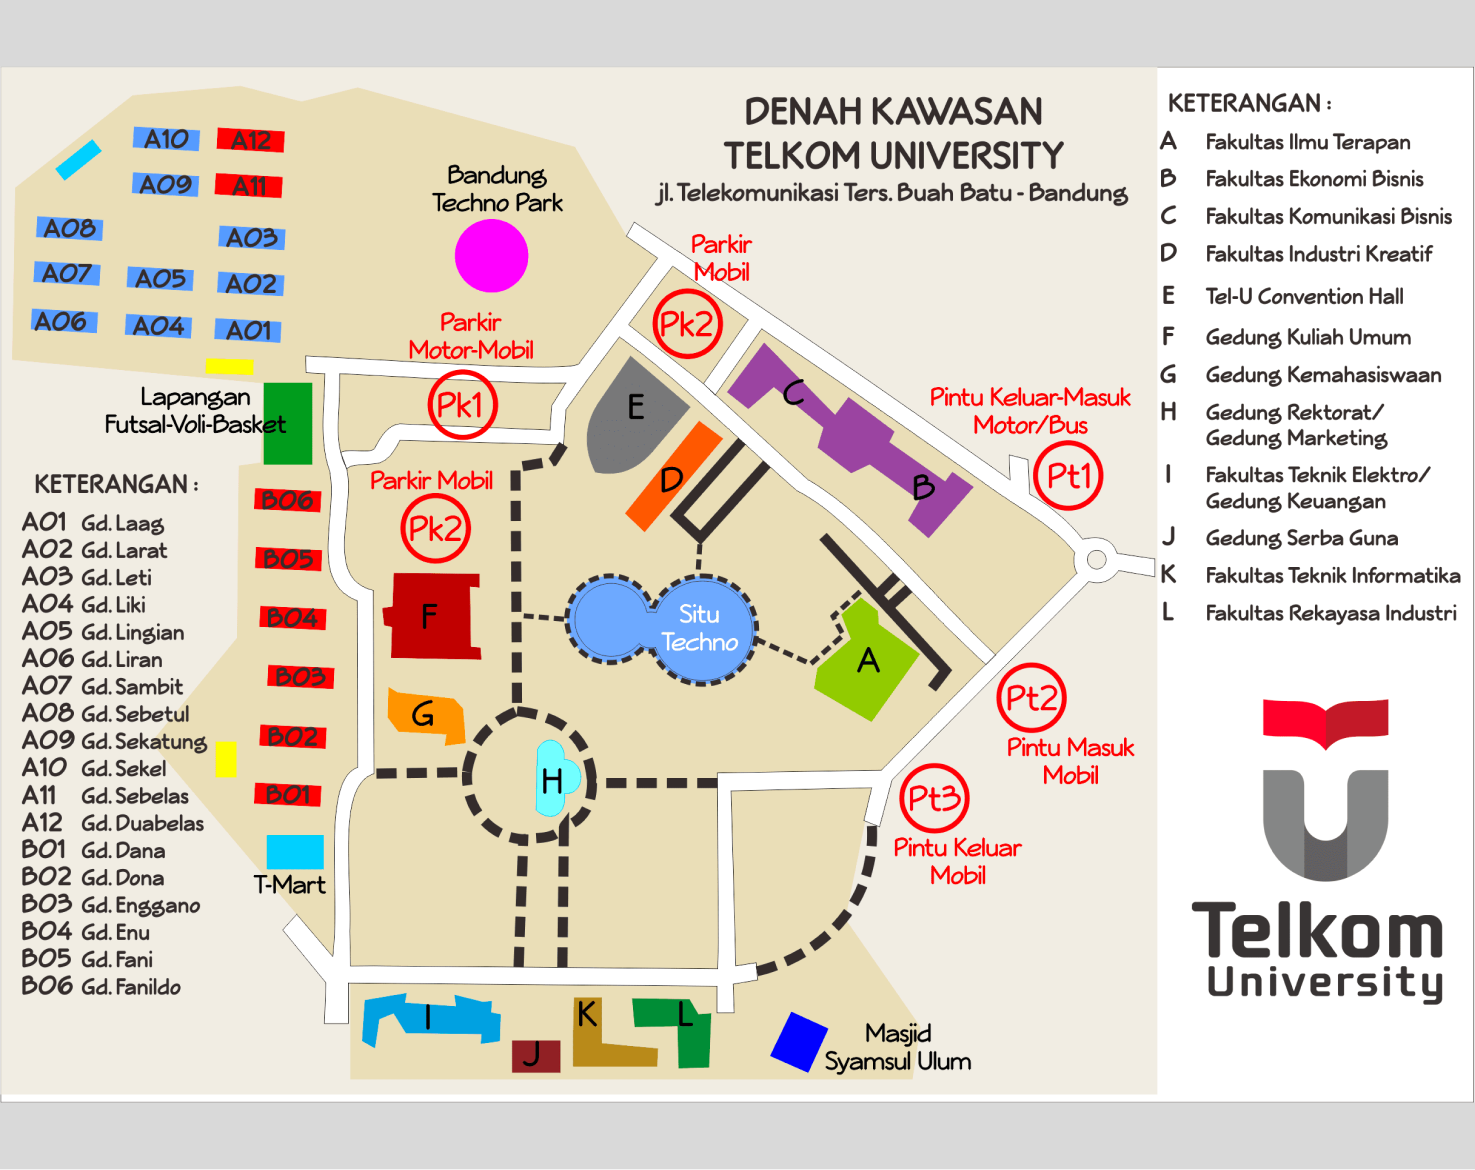 DENAH KAWASAN
TELKOM UNIVERSITY
jl. Telekomunikasi Ters. Buah Batu - Bandung
A10
A12
A09
A11
A08
A03
A07
A05
A02
A06
A04
A01
Bandung
Techno Park
Parkir
Mobil
Pk2
Parkir
Motor-Mobil
Pk1
Lapangan
Futsal-Voli-Basket
Parkir Mobil
Pk2
Pintu Keluar-Masuk
Motor/Bus
Pt1
E
C
D
B
B06
B05
B04
B03
B02
B01
F
G
H
Situ
Techno
A
Pt2
Pintu Masuk
Mobil
Pt3
Pintu Keluar
Mobil
T-Mart
I
J
K
L
Masjid
Syamsul Ulum
KETERANGAN :
A01 Gd. Laag
A02 Gd. Larat
A03 Gd. Leti
A04 Gd. Liki
A05 Gd. Lingian
A06 Gd. Liran
A07 Gd. Sambit
A08 Gd. Sebetul
A09 Gd. Sekatung
A10 Gd. Sekel
A11 Gd. Sebelas
A12 Gd. Duabelas
B01 Gd. Dana
B02 Gd. Dona
B03 Gd. Enggano
B04 Gd. Enu
B05 Gd. Fani
B06 Gd. Fanildo
KETERANGAN :
A Fakultas Ilmu Terapan
B Fakultas Ekonomi Bisnis
C Fakultas Komunikasi Bisnis
D Fakultas Industri Kreatif
E Tel-U Convention Hall
F Gedung Kuliah Umum
G Gedung Kemahasiswaan
H Gedung Rektorat/
Gedung Marketing
I Fakultas Teknik Elektro/
Gedung Keuangan
J Gedung Serba Guna
K Fakultas Teknik Informatika
L Fakultas Rekayasa Industri
Telkom
University